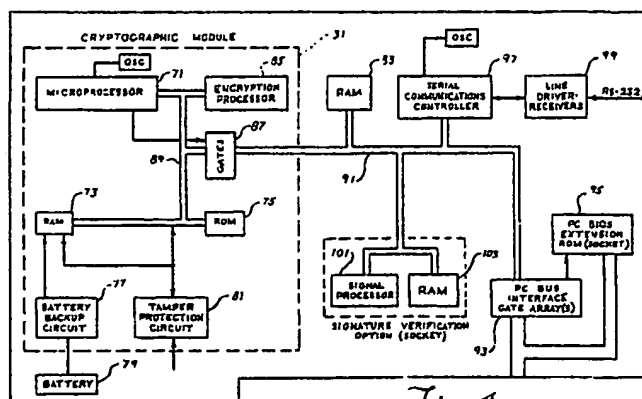 CRYPTOGRAPHIC MODULE
31
OSC
71
MICROPROCESSOR
85
ENCRYPTION
PROCESSOR
87
GATES
89
73
RAM
75
ROM
77
BATTERY
BACKUP
CIRCUIT
81
TAMPER
PROTECTION
CIRCUIT
79
BATTERY
RAM
OSC
97
SERIAL
COMMUNICATIONS
CONTROLLER
99
LINE
DRIVER-
RECEIVERS
RS-232
91
101
SIGNAL
PROCESSOR
RAM
103
SIGNATURE VERIFICATION
OPTION (SOCKET)
95
PC BIOS
EXTENSION
ROM (SOCKET)
PC BUS
INTERFACE
GATE ARRAY(S)
93